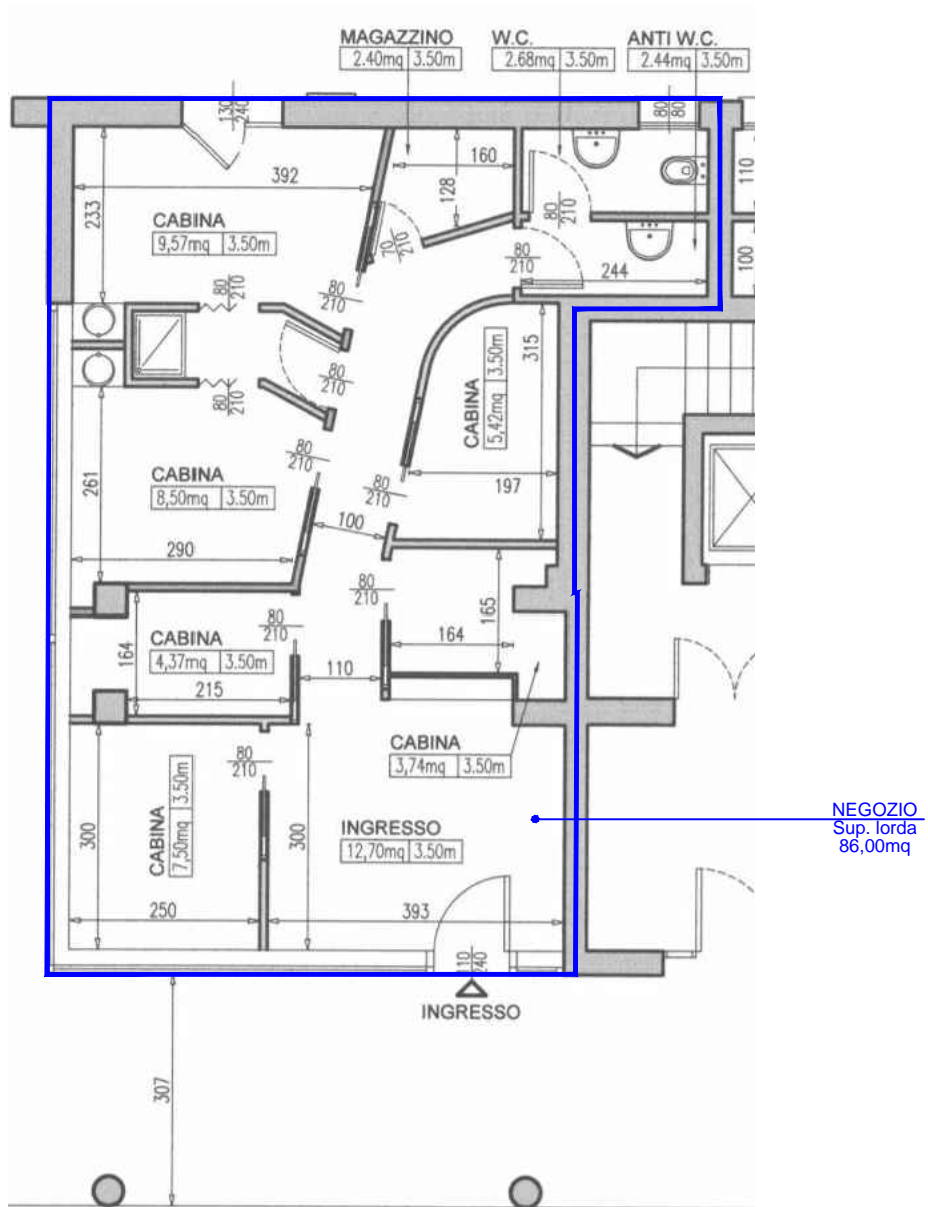 MAGAZZINO
2.40mq 3.50m
W.C.
2.68mq 3.50m
ANTI W.C.
2.44mq 3.50m
130
240
80
80
392
160
128
110
233
CABINA
9,57mq 3.50m
80
210
70
210
80
210
244
100
80
210
80
210
315
CABINA
5,42mq 3.50m
80
210
80
210
261
CABINA
8,50mq 3.50m
80
210
80
210
197
100
290
80
210
165
164
CABINA
4,37mq 3.50m
80
210
164
215
110
CABINA
3,74mq 3.50m
80
210
300
CABINA
7,50mq 3.50m
300
INGRESSO
12,70mq 3.50m
NEGOZIO
Sup. lorda
86,00mq
250
393
110
240
INGRESSO
307